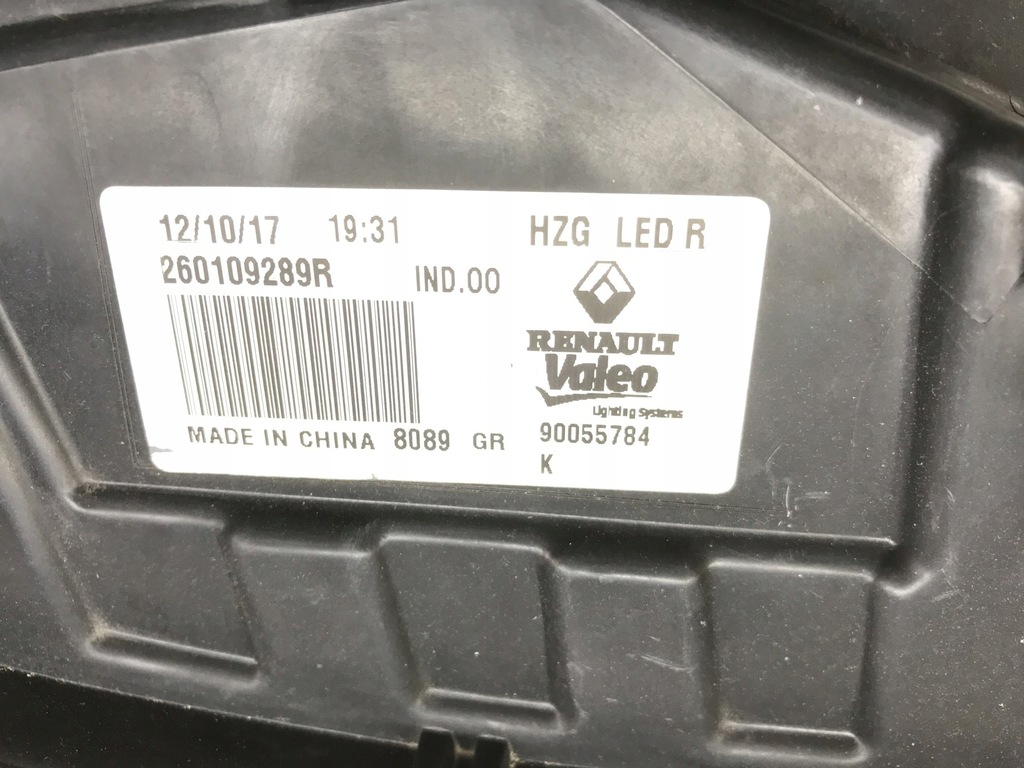 12/10/17 19:31 HZG LED R
260109289R IND.00
RENAULT
Valeo
Lighting Systems
MADE IN CHINA 8089 GR 90055784
K